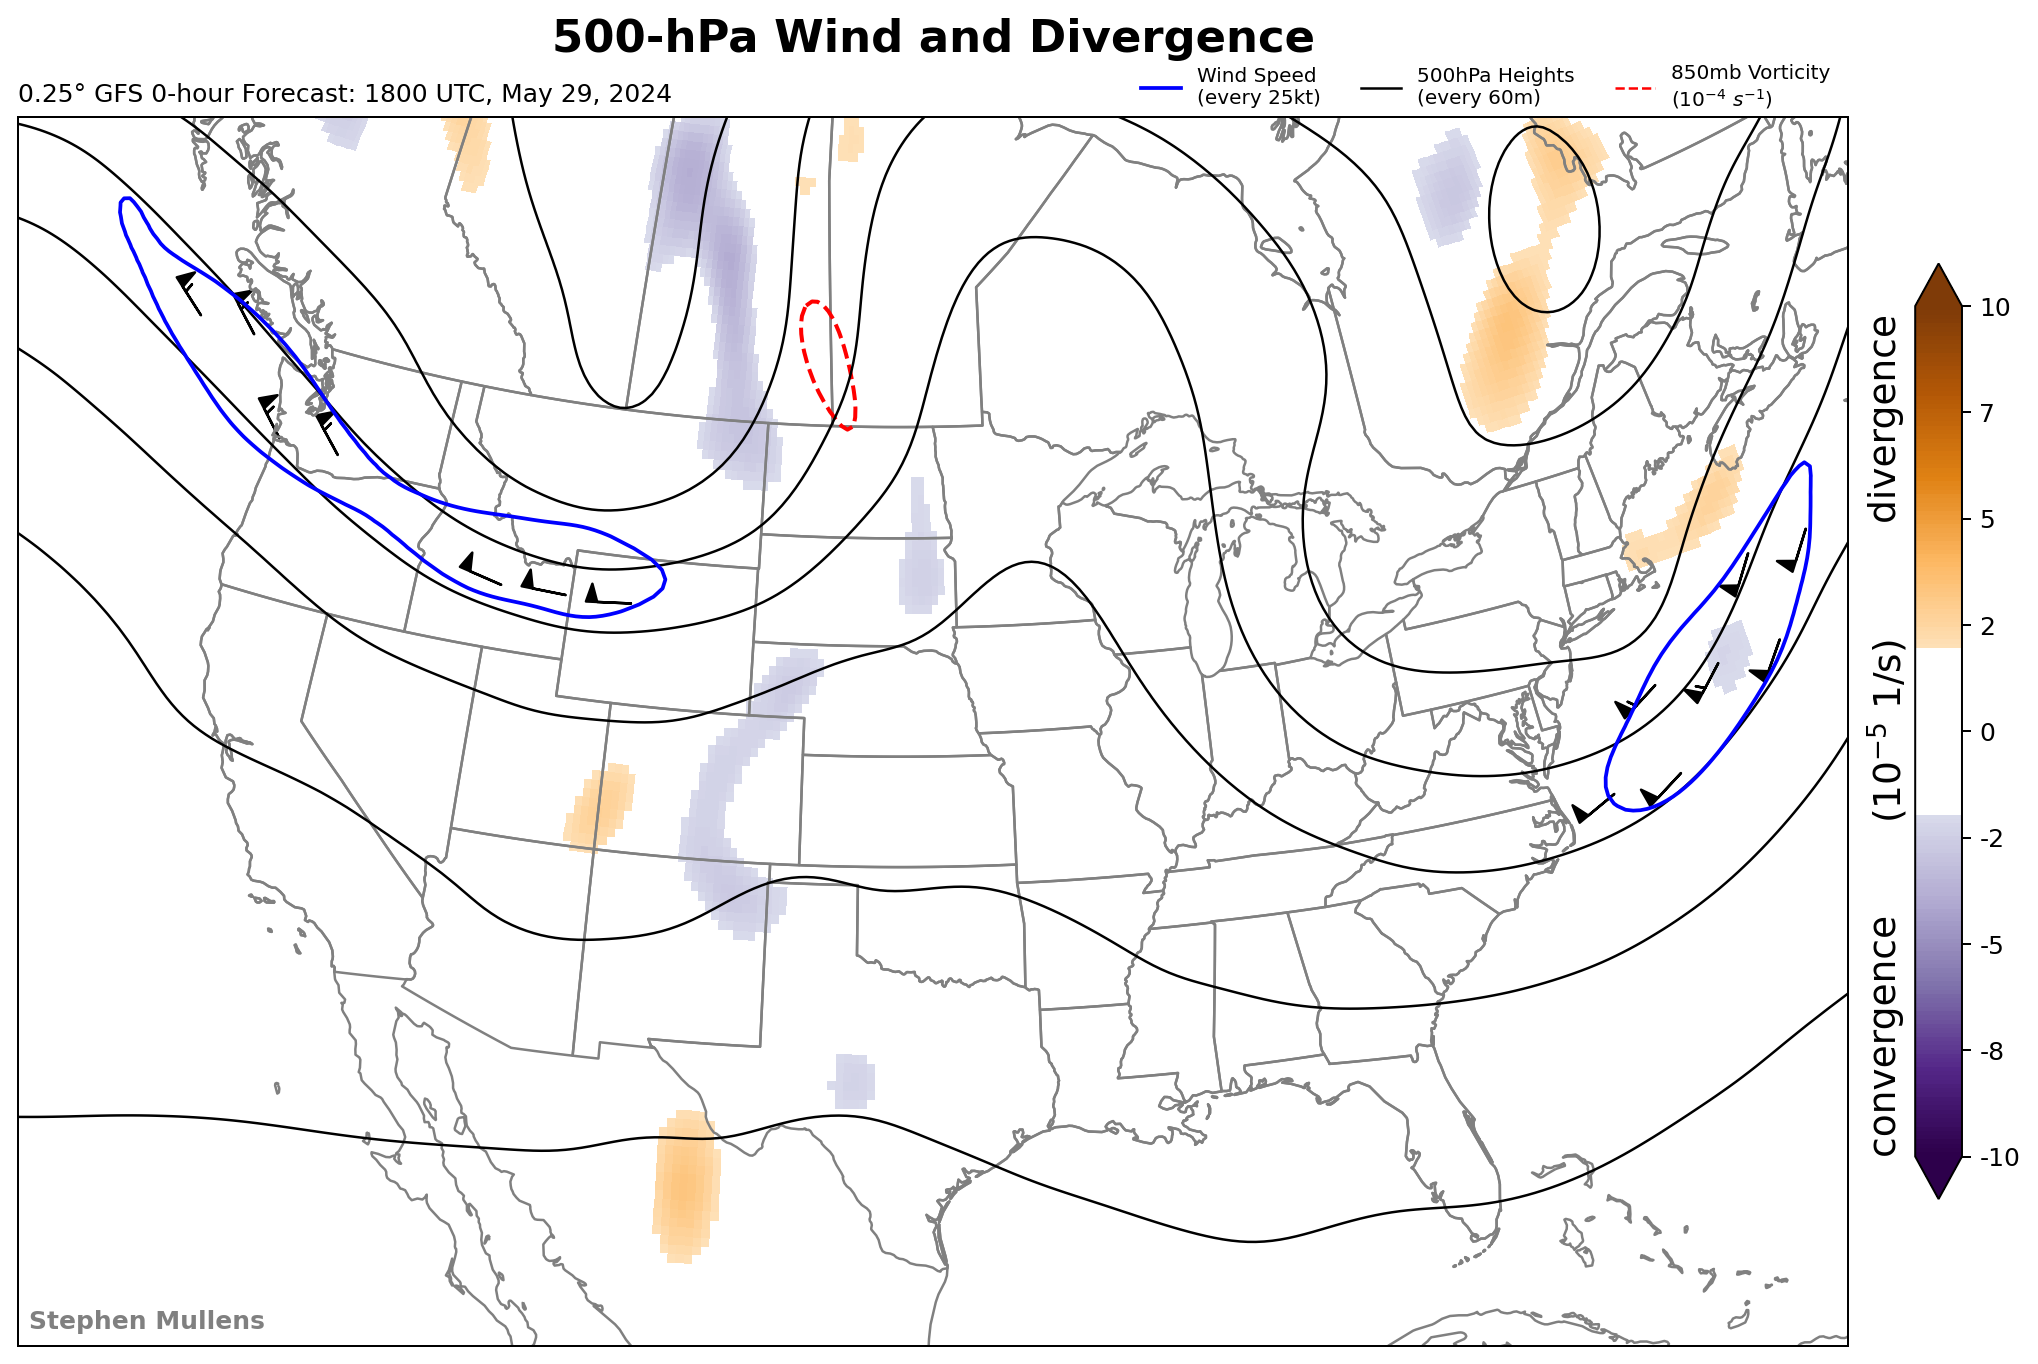 500-hPa Wind and Divergence
0.25° GFS 0-hour Forecast: 1800 UTC, May 29, 2024
Wind Speed
(every 25kt)
500hPa Heights
(every 60m)
850mb Vorticity
(10⁻⁴ s⁻¹)
10
7
5
2
0
-2
-5
-8
-10
convergence (10⁻⁵ 1/s) divergence
Stephen Mullens